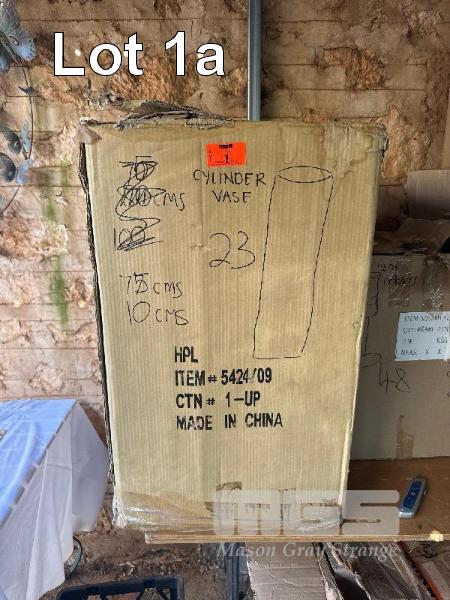 Lot 1a
1
CYLINDER
VASE
CMS
100
23
75 CMS
10 CMS
HPL
ITEM# 5424/09
CTN# 1-UP
MADE IN CHINA
48
MGS
Mason Gray Strange